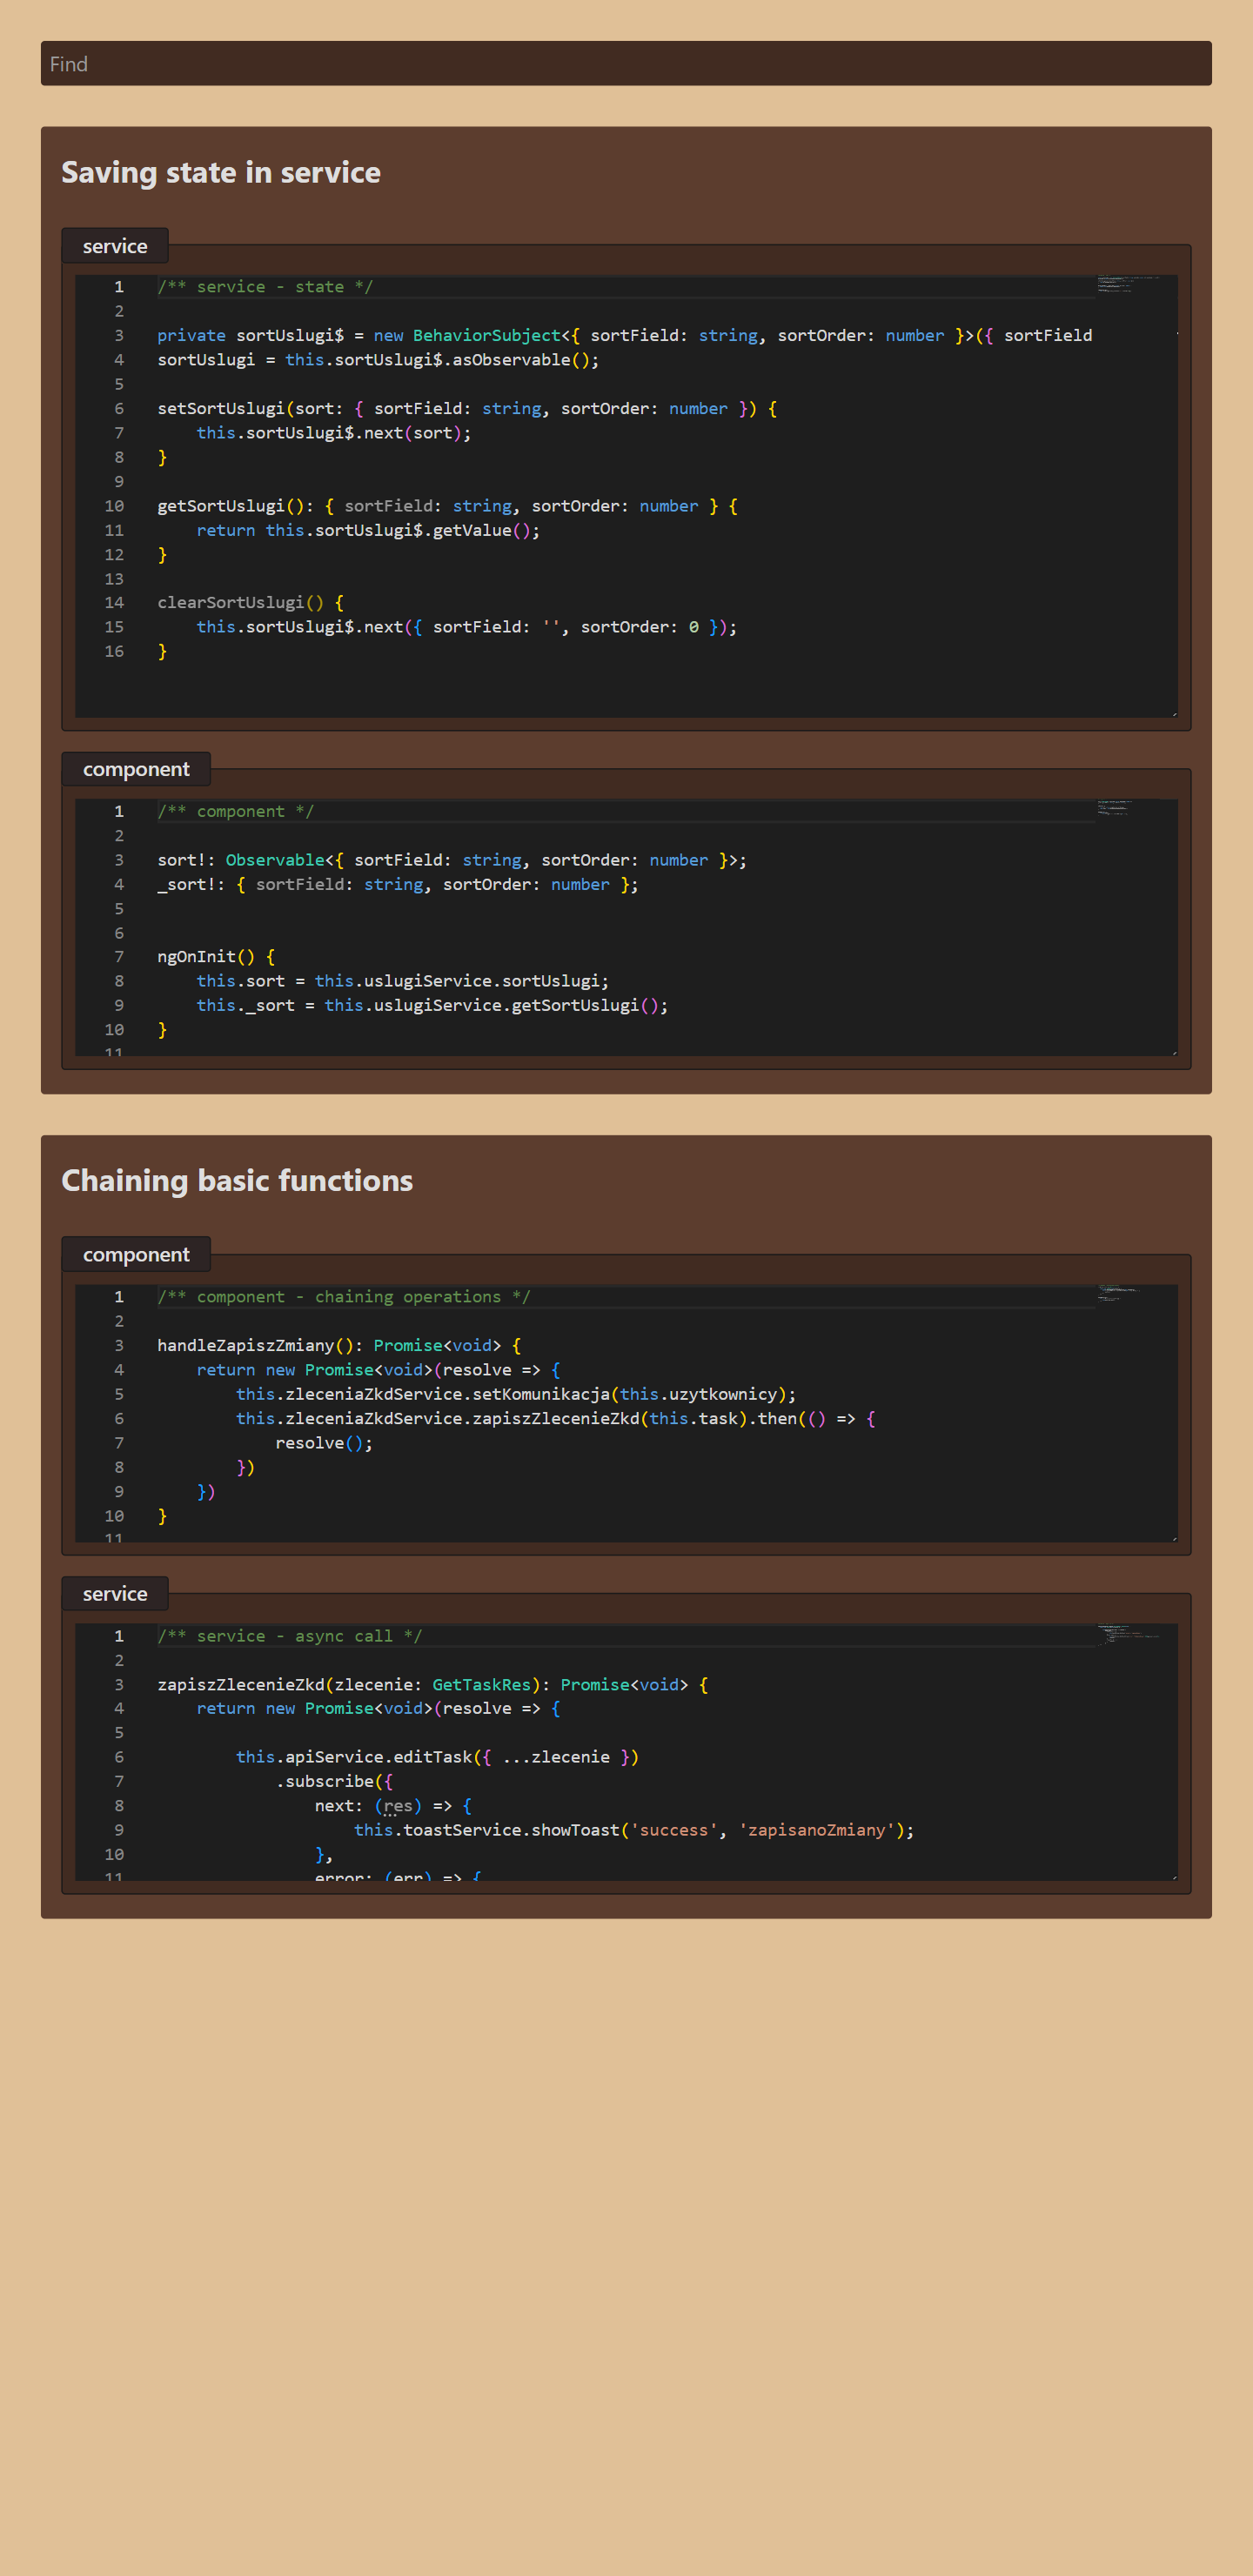 Find
Saving state in service
service
1 /** service - state */
2
3 private sortUslugi$ = new BehaviorSubject<{ sortField: string, sortOrder: number }>({ sortField
4 sortUslugi = this.sortUslugi$.asObservable();
5
6 setSortUslugi(sort: { sortField: string, sortOrder: number }) {
7     this.sortUslugi$.next(sort);
8 }
9
10 getSortUslugi(): { sortField: string, sortOrder: number } {
11     return this.sortUslugi$.getValue();
12 }
13
14 clearSortUslugi() {
15     this.sortUslugi$.next({ sortField: '', sortOrder: 0 });
16 }
component
1 /** component */
2
3 sort!: Observable<{ sortField: string, sortOrder: number }>;
4 _sort!: { sortField: string, sortOrder: number };
5
6
7 ngOnInit() {
8     this.sort = this.uslugiService.sortUslugi;
9     this._sort = this.uslugiService.getSortUslugi();
10 }
11
Chaining basic functions
component
1 /** component - chaining operations */
2
3 handleZapiszZmiany(): Promise<void> {
4     return new Promise<void>(resolve => {
5         this.zleceniaZkdService.setKomunikacja(this.uzytkownicy);
6         this.zleceniaZkdService.zapiszZlecenieZkd(this.task).then(() => {
7             resolve();
8         })
9     })
10 }
11
service
1 /** service - async call */
2
3 zapiszZlecenieZkd(zlecenie: GetTaskRes): Promise<void> {
4     return new Promise<void>(resolve => {
5
6         this.apiService.editTask({ ...zlecenie })
7             .subscribe({
8                 next: (res) => {
9                     this.toastService.showToast('success', 'zapisanoZmiany');
10                 },
11                 error: (err) => {